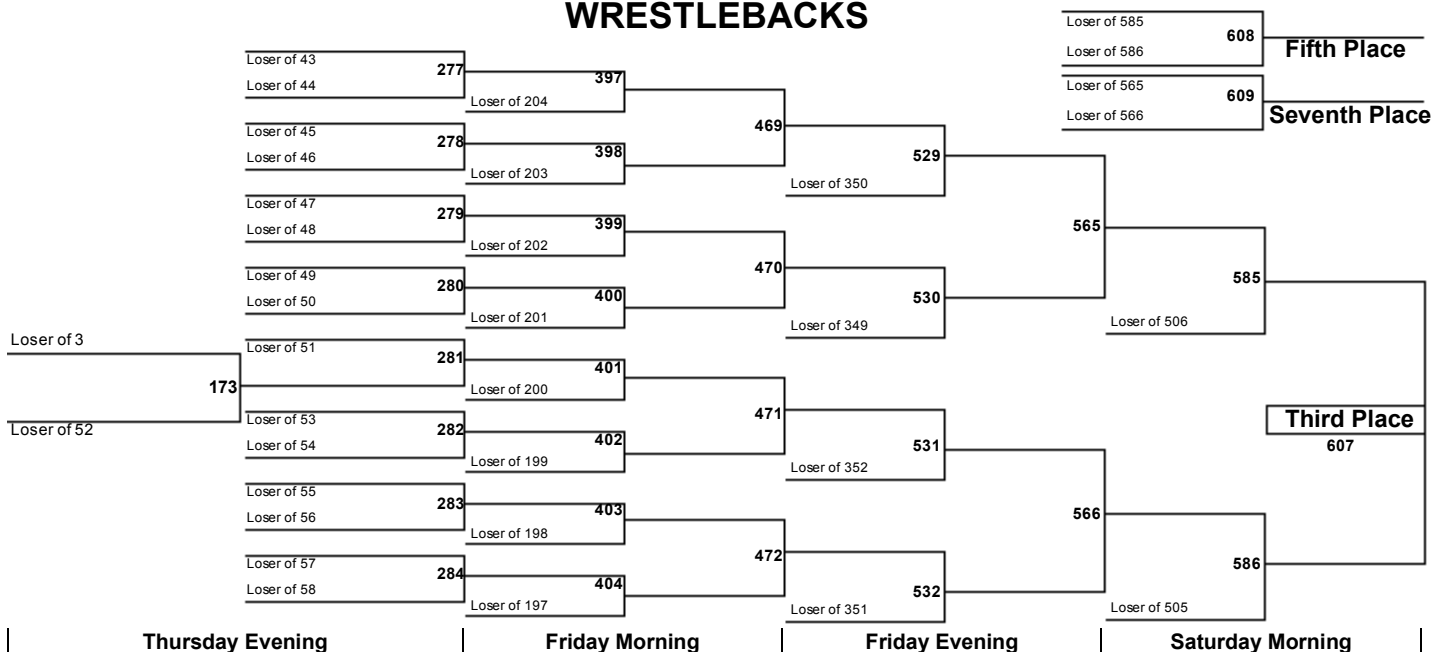 WRESTLEBACKS
Loser of 585
608
Loser of 586
Fifth Place
Loser of 565
609
Loser of 566
Seventh Place
Loser of 43
277
Loser of 44
Loser of 45
278
Loser of 46
Loser of 47
279
Loser of 48
Loser of 49
280
Loser of 50
Loser of 3
173
Loser of 52
Loser of 51
281
Loser of 53
282
Loser of 54
Loser of 55
283
Loser of 56
Loser of 57
284
Loser of 58
397
Loser of 204
398
Loser of 203
399
Loser of 202
400
Loser of 201
401
Loser of 200
402
Loser of 199
403
Loser of 198
404
Loser of 197
469
470
471
472
529
Loser of 350
530
Loser of 349
531
Loser of 352
532
Loser of 351
565
566
585
Loser of 506
586
Loser of 505
Third Place
607
Thursday Evening
Friday Morning
Friday Evening
Saturday Morning